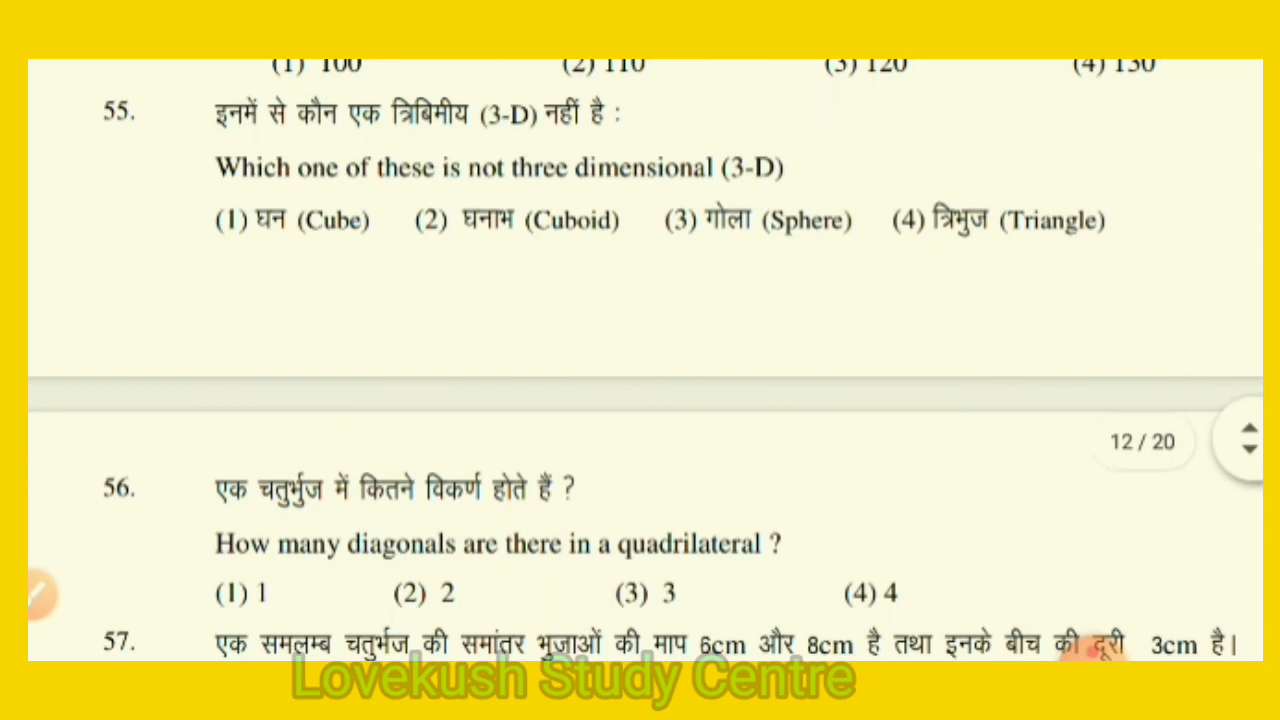 (1) 100 (2) 110 (3) 120 (4) 130
55. इनमें से कौन एक त्रिबिमीय (3-D) नहीं है :
Which one of these is not three dimensional (3-D)
(1) घन (Cube) (2) घनाभ (Cuboid) (3) गोला (Sphere) (4) त्रिभुज (Triangle)
12 / 20
56. एक चतुर्भुज में कितने विकर्ण होते हैं ?
How many diagonals are there in a quadrilateral ?
(1) 1 (2) 2 (3) 3 (4) 4
57. एक समलम्ब चतुर्भुज की समांतर भुजाओं की माप 6cm और 8cm है तथा इनके बीच की दूरी 3cm है।
Lovekush Study Centre